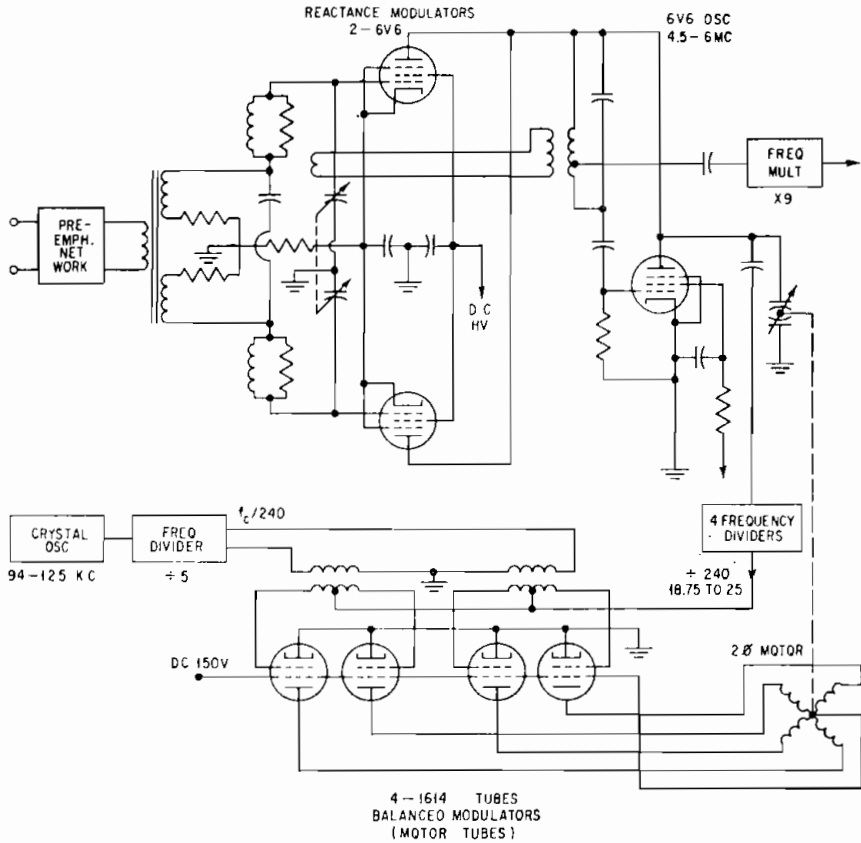 REACTANCE MODULATORS
2-6V6
6V6 OSC
4.5-6MC
PRE-
EMPH.
NET
WORK
D C
HV
FREQ
MULT
X9
CRYSTAL
OSC
94-125 KC
FREQ
DIVIDER
÷5
fc/240
4 FREQUENCY
DIVIDERS
÷ 240
18.75 TO 25
DC 150V
2Ø MOTOR
4-1614 TUBES
BALANCED MODULATORS
(MOTOR TUBES)